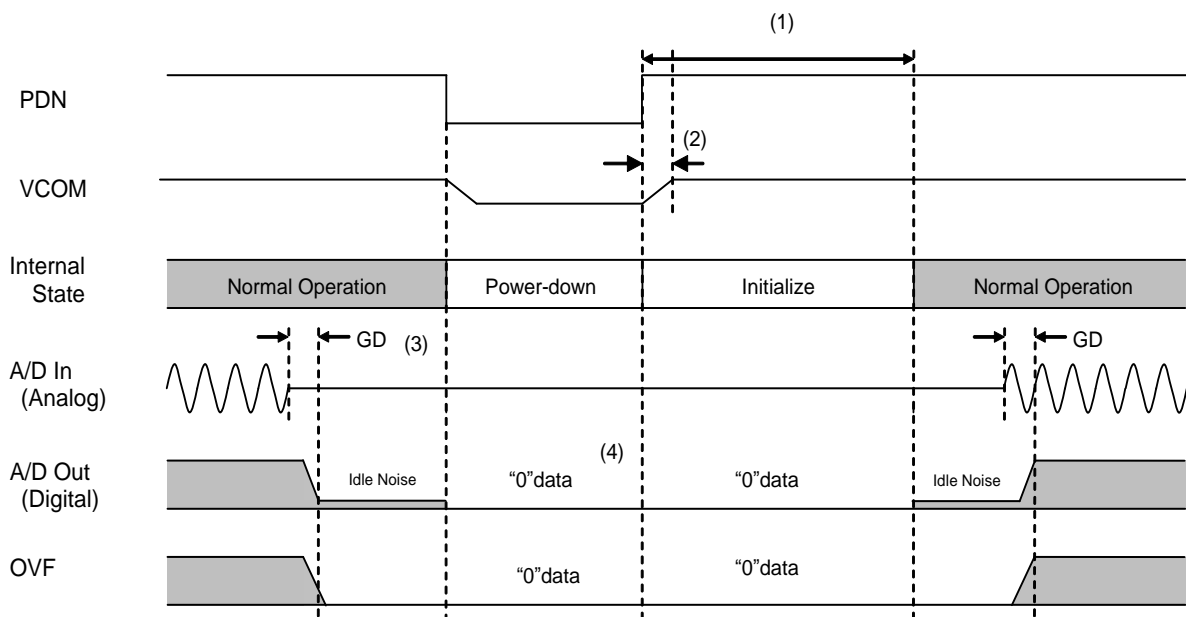 (1)
PDN
(2)
VCOM
Internal
State
Normal Operation
Power-down
Initialize
Normal Operation
GD
(3)
GD
A/D In
(Analog)
(4)
A/D Out
(Digital)
Idle Noise
“0”data
“0”data
Idle Noise
OVF
“0”data
“0”data